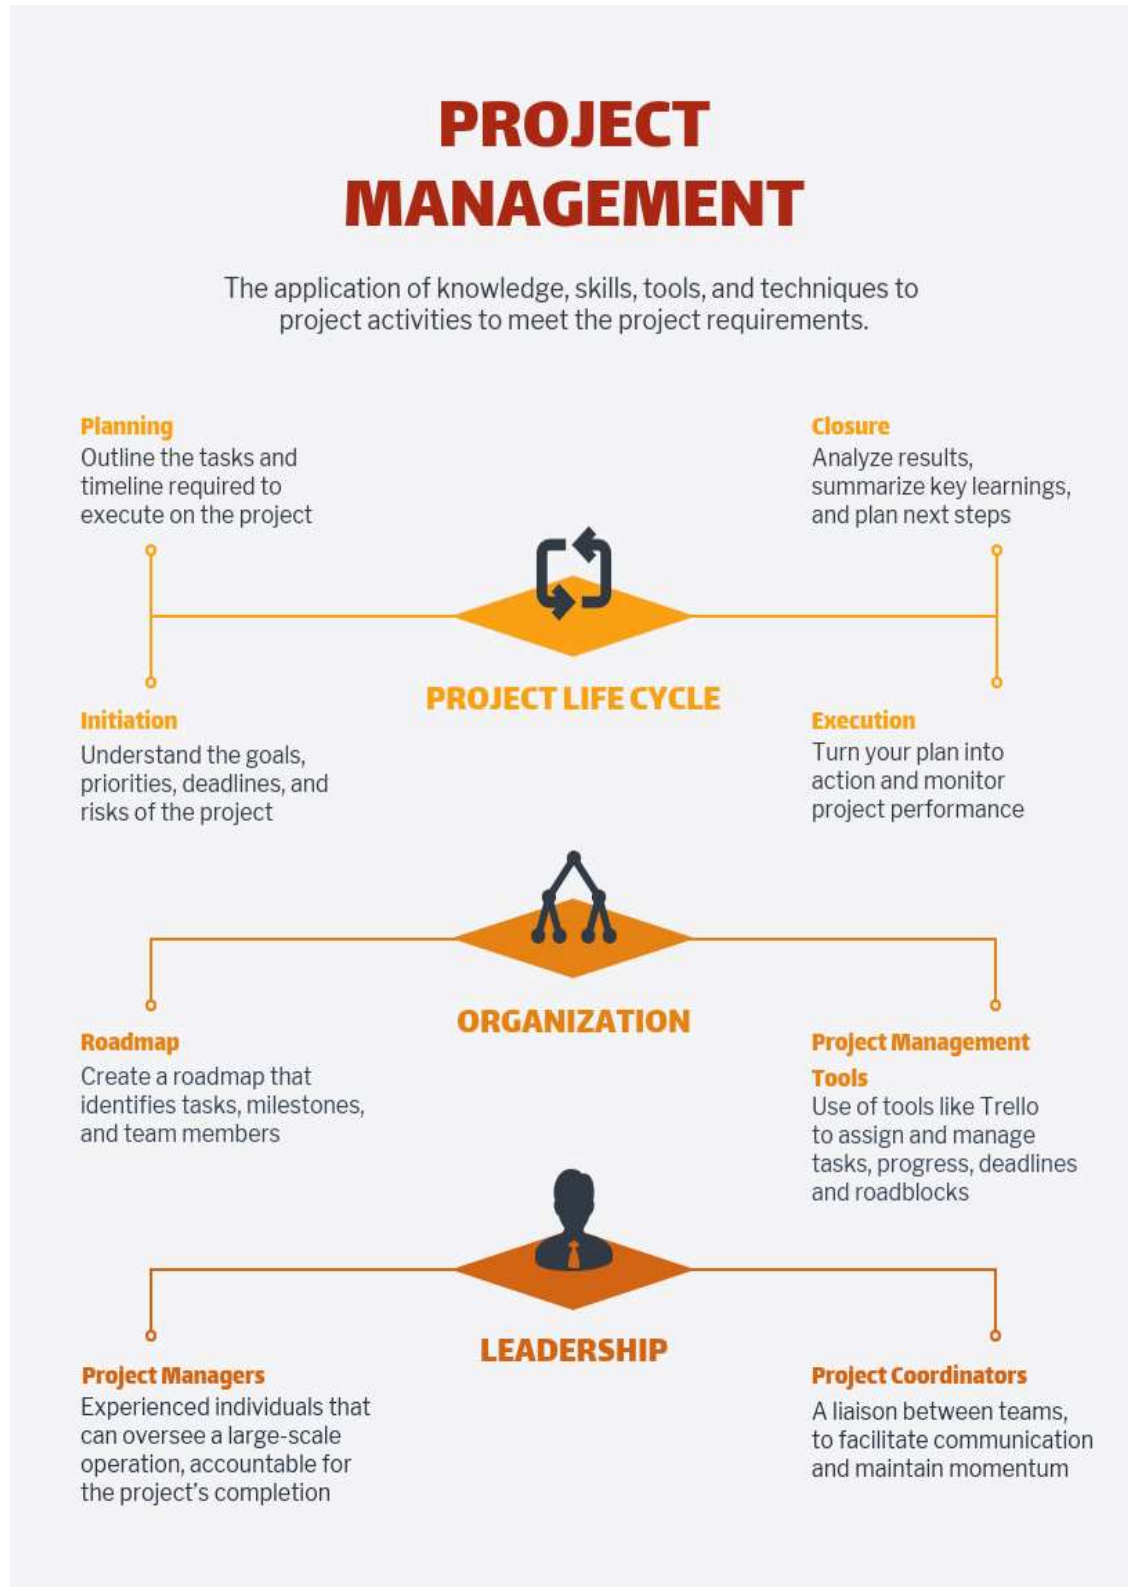 PROJECT
MANAGEMENT
The application of knowledge, skills, tools, and techniques to
project activities to meet the project requirements.
Planning
Outline the tasks and
timeline required to
execute on the project
Closure
Analyze results,
summarize key learnings,
and plan next steps
PROJECT LIFE CYCLE
Initiation
Understand the goals,
priorities, deadlines, and
risks of the project
Execution
Turn your plan into
action and monitor
project performance
ORGANIZATION
Roadmap
Create a roadmap that
identifies tasks, milestones,
and team members
Project Management
Tools
Use of tools like Trello
to assign and manage
tasks, progress, deadlines
and roadblocks
LEADERSHIP
Project Managers
Experienced individuals that
can oversee a large-scale
operation, accountable for
the project's completion
Project Coordinators
A liaison between teams,
to facilitate communication
and maintain momentum